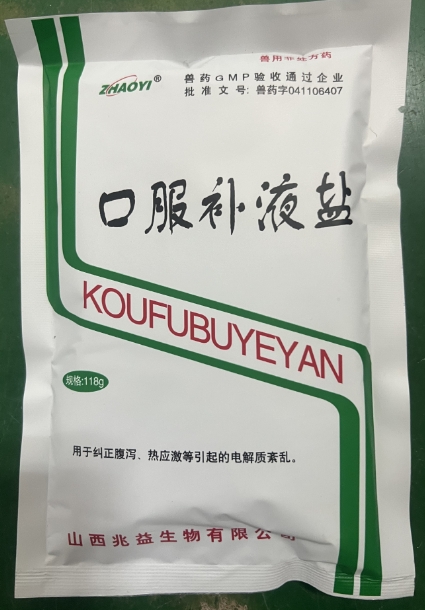 兽用非处方药
ZHAOYI®
兽药GMP验收通过企业
批准文号:兽药字041106407
口服补液盐
KOUFUBUYEYAN
规格:118g
用于纠正腹泻、热应激等引起的电解质紊乱。
山西兆益生物有限公司